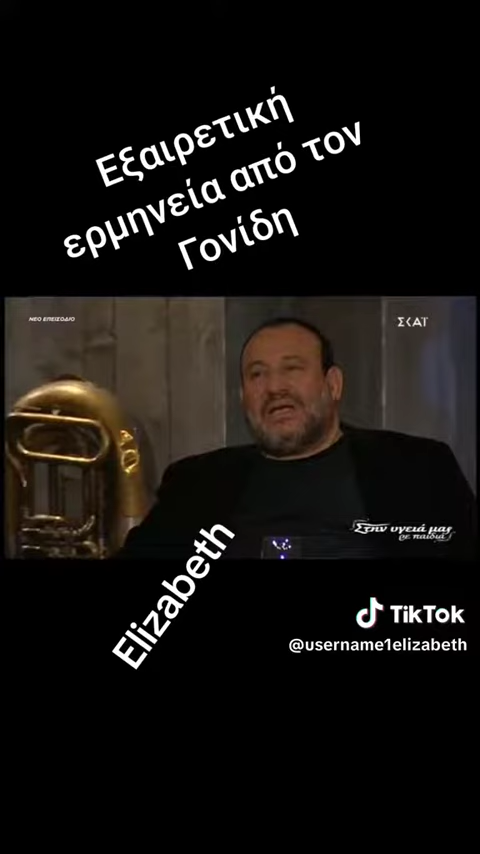 Εξαιρετική
ερμηνεία από τον
Γονίδη
ΝΕΟ ΕΠΕΙΣΟΔΙΟ
ΣΚΑΪ
Στην υγειά μας
ρε παιδιά
Elizabeth
TikTok
@username1elizabeth